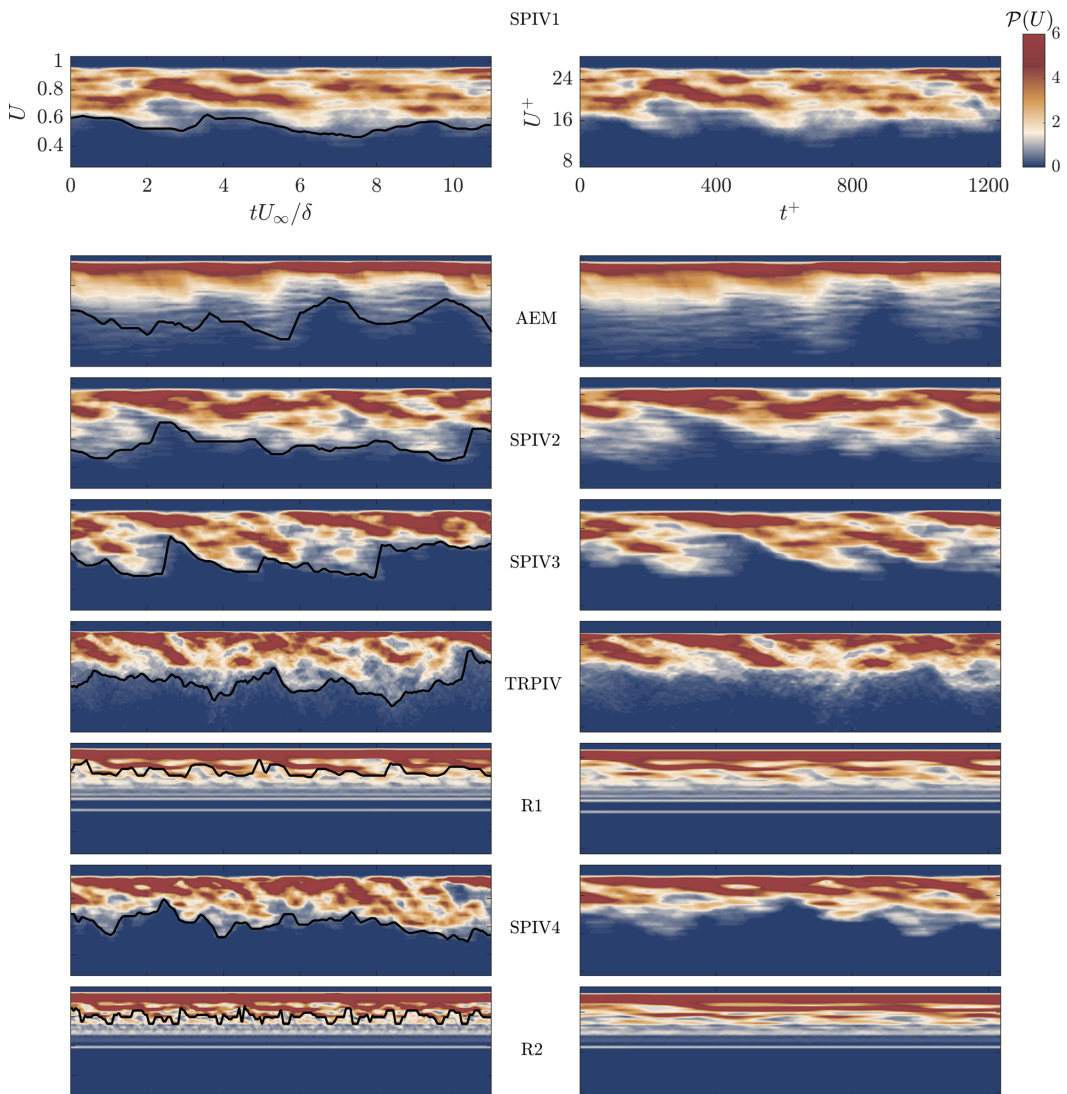 SPIV1
𝒫(U)
1
0.8
0.6
0.4
U
0 2 4 6 8 10
tU∞/δ
24
16
8
U⁺
0 400 800 1200
t⁺
6
4
2
0
AEM
SPIV2
SPIV3
TRPIV
R1
SPIV4
R2